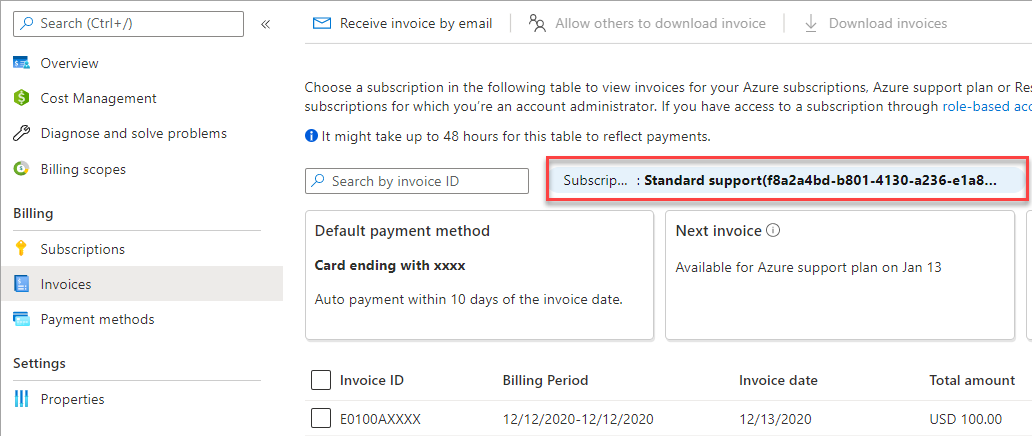 Search (Ctrl+/)
«
Receive invoice by email
Allow others to download invoice
Download invoices
Overview
Cost Management
Diagnose and solve problems
Billing scopes
Billing
Subscriptions
Invoices
Payment methods
Settings
Properties
Choose a subscription in the following table to view invoices for your Azure subscriptions, Azure support plan or Res
subscriptions for which you're an account administrator. If you have access to a subscription through role-based acc
It might take up to 48 hours for this table to reflect payments.
Search by invoice ID
Subscrip... : Standard support(f8a2a4bd-b801-4130-a236-e1a8...
Default payment method
Card ending with xxxx
Auto payment within 10 days of the invoice date.
Next invoice
Available for Azure support plan on Jan 13
Invoice ID Billing Period Invoice date Total amount
E0100AXXXX 12/12/2020-12/12/2020 12/13/2020 USD 100.00